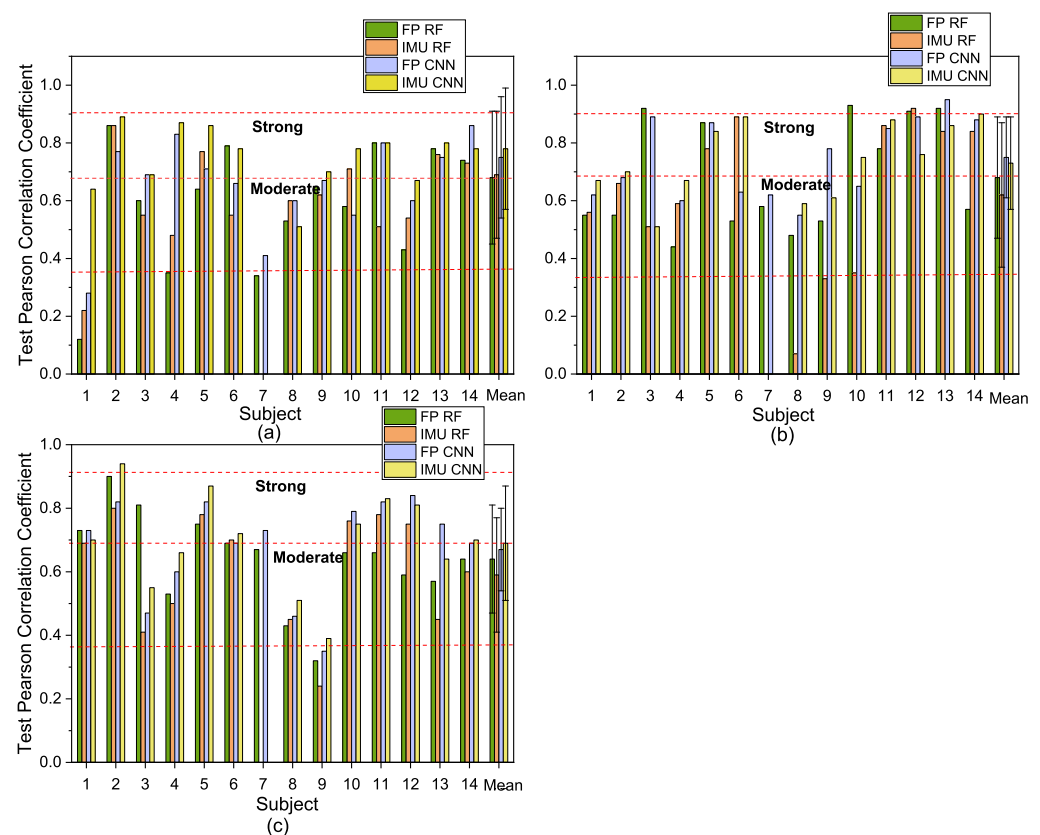 (a)
FP RF
IMU RF
FP CNN
IMU CNN
Test Pearson Correlation Coefficient
1.0
0.8
0.6
0.4
0.2
0.0
Strong
Moderate
1 2 3 4 5 6 7 8 9 10 11 12 13 14 Mean
Subject
(a)
FP RF
IMU RF
FP CNN
IMU CNN
Test Pearson Correlation Coefficient
1.0
0.8
0.6
0.4
0.2
0.0
Strong
Moderate
1 2 3 4 5 6 7 8 9 10 11 12 13 14 Mean
Subject
(b)
FP RF
IMU RF
FP CNN
IMU CNN
Test Pearson Correlation Coefficient
1.0
0.8
0.6
0.4
0.2
0.0
Strong
Moderate
1 2 3 4 5 6 7 8 9 10 11 12 13 14 Mean
Subject
(c)